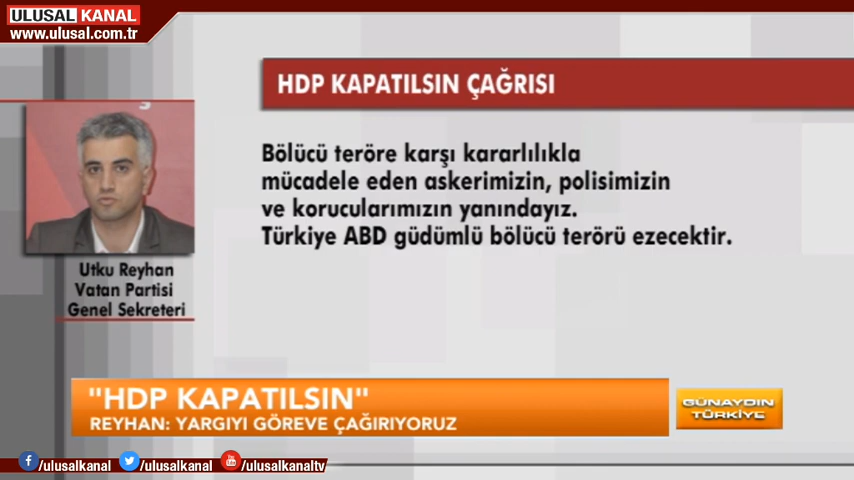 ULUSAL KANAL
www.ulusal.com.tr
HDP KAPATILSIN ÇAĞRISI
Bölücü teröre karşı kararlılıkla
mücadele eden askerimizin, polisimizin
ve korucularımızın yanındayız.
Türkiye ABD güdümlü bölücü terörü ezecektir.
Utku Reyhan
Vatan Partisi
Genel Sekreteri
"HDP KAPATILSIN"
REYHAN: YARGIYI GÖREVE ÇAĞIRIYORUZ
GÜNAYDIN
TÜRKİYE
/ulusalkanal /ulusalkanal /ulusalkanaltv